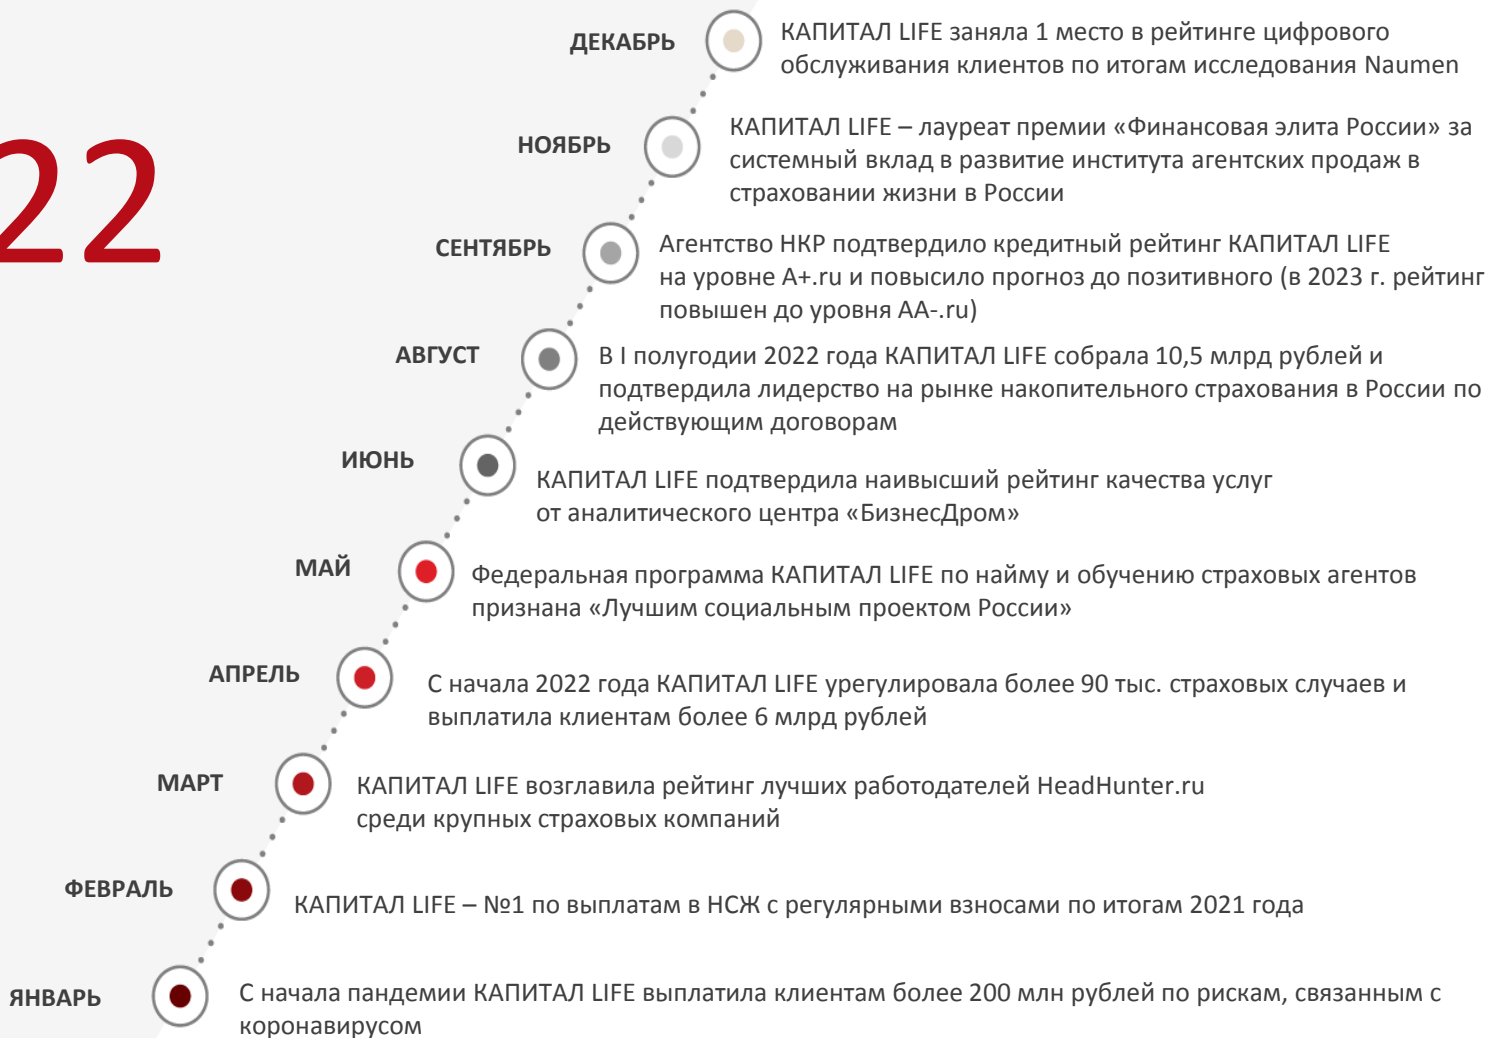 22
ДЕКАБРЬ
КАПИТАЛ LIFE заняла 1 место в рейтинге цифрового
обслуживания клиентов по итогам исследования Naumen
НОЯБРЬ
КАПИТАЛ LIFE – лауреат премии «Финансовая элита России» за
системный вклад в развитие института агентских продаж в
страховании жизни в России
СЕНТЯБРЬ
Агентство НКР подтвердило кредитный рейтинг КАПИТАЛ LIFE
на уровне A+.ru и повысило прогноз до позитивного (в 2023 г. рейтинг
повышен до уровня AA-.ru)
АВГУСТ
В I полугодии 2022 года КАПИТАЛ LIFE собрала 10,5 млрд рублей и
подтвердила лидерство на рынке накопительного страхования в России по
действующим договорам
ИЮНЬ
КАПИТАЛ LIFE подтвердила наивысший рейтинг качества услуг
от аналитического центра «БизнесДром»
МАЙ
Федеральная программа КАПИТАЛ LIFE по найму и обучению страховых агентов
признана «Лучшим социальным проектом России»
АПРЕЛЬ
С начала 2022 года КАПИТАЛ LIFE урегулировала более 90 тыс. страховых случаев и
выплатила клиентам более 6 млрд рублей
МАРТ
КАПИТАЛ LIFE возглавила рейтинг лучших работодателей HeadHunter.ru
среди крупных страховых компаний
ФЕВРАЛЬ
КАПИТАЛ LIFE – №1 по выплатам в НСЖ с регулярными взносами по итогам 2021 года
ЯНВАРЬ
С начала пандемии КАПИТАЛ LIFE выплатила клиентам более 200 млн рублей по рискам, связанным с
коронавирусом